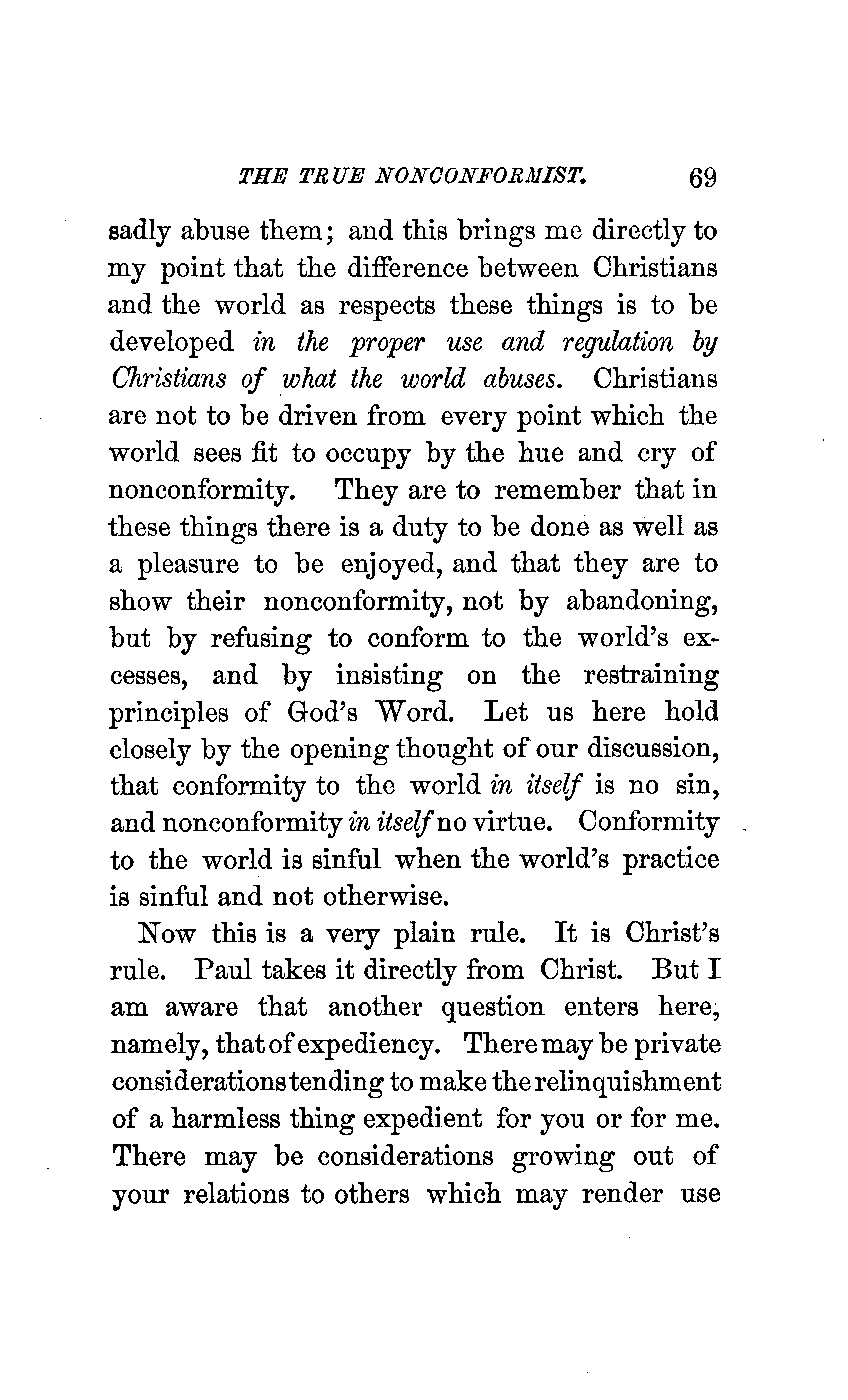 THE TRUE NONCONFORMIST. 69
sadly abuse them; and this brings me directly to
my point that the difference between Christians
and the world as respects these things is to be
developed in the proper use and regulation by
Christians of what the world abuses. Christians
are not to be driven from every point which the
world sees fit to occupy by the hue and cry of
nonconformity. They are to remember that in
these things there is a duty to be done as well as
a pleasure to be enjoyed, and that they are to
show their nonconformity, not by abandoning,
but by refusing to conform to the world's ex-
cesses, and by insisting on the restraining
principles of God's Word. Let us here hold
closely by the opening thought of our discussion,
that conformity to the world in itself is no sin,
and nonconformity in itself no virtue. Conformity
to the world is sinful when the world's practice
is sinful and not otherwise.
Now this is a very plain rule. It is Christ's
rule. Paul takes it directly from Christ. But I
am aware that another question enters here,
namely, that of expediency. There may be private
considerations tending to make the relinquishment
of a harmless thing expedient for you or for me.
There may be considerations growing out of
your relations to others which may render use